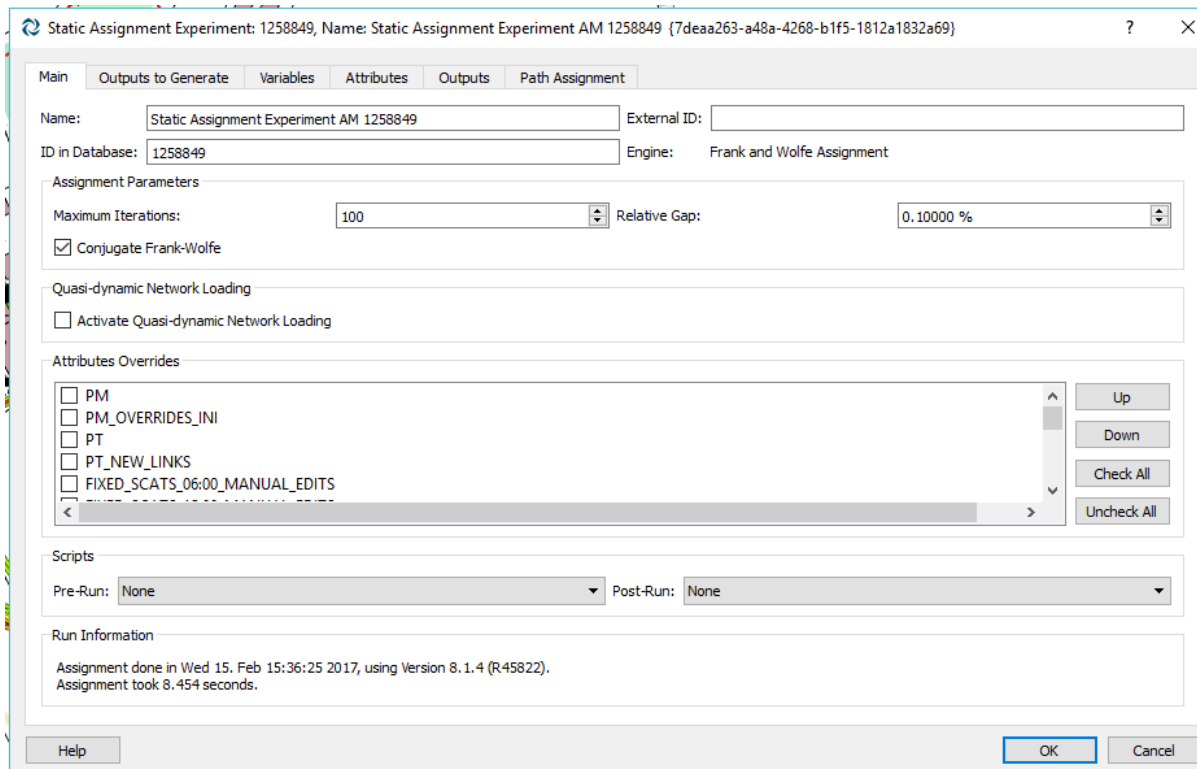 Static Assignment Experiment: 1258849, Name: Static Assignment Experiment AM 1258849 {7deaa263-a48a-4268-b1f5-1812a1832a69}
Main Outputs to Generate Variables Attributes Outputs Path Assignment
Name: Static Assignment Experiment AM 1258849 External ID:
ID in Database: 1258849 Engine: Frank and Wolfe Assignment
Assignment Parameters
Maximum Iterations: 100 Relative Gap: 0.10000 %
Conjugate Frank-Wolfe
Quasi-dynamic Network Loading
Activate Quasi-dynamic Network Loading
Attributes Overrides
PM
PM_OVERRIDES_INI
PT
PT_NEW_LINKS
FIXED_SCATS_06:00_MANUAL_EDITS
Up
Down
Check All
Uncheck All
Scripts
Pre-Run: None Post-Run: None
Run Information
Assignment done in Wed 15. Feb 15:36:25 2017, using Version 8.1.4 (R45822).
Assignment took 8.454 seconds.
Help OK Cancel